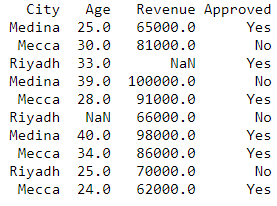 City Age Revenue Approved
Medina 25.0 65000.0 Yes
Mecca 30.0 81000.0 No
Riyadh 33.0 NaN Yes
Medina 39.0 100000.0 No
Mecca 28.0 91000.0 Yes
Riyadh NaN 66000.0 No
Medina 40.0 98000.0 Yes
Mecca 34.0 86000.0 Yes
Riyadh 25.0 70000.0 No
Mecca 24.0 62000.0 Yes